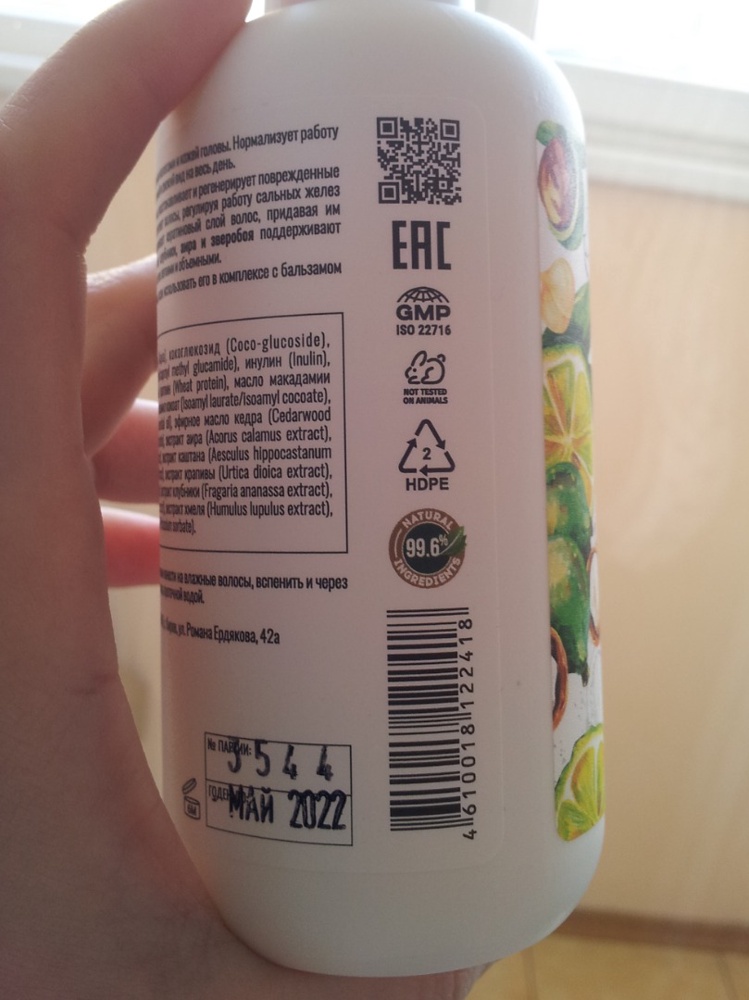 и кожей головы. Нормализует работу
вид на весь день.
и регенерирует поврежденные
регулируя работу сальных желез
слой волос, придавая им
аира и зверобоя поддерживают
и объемными.
использовать его в комплексе с бальзамом
кокоглюкозид (Coco-glucoside),
methyl glucamide), инулин (Inulin),
(Wheat protein), масло макадамии
(Isoamyl laurate/isoamyl cocoate),
эфирное масло кедра (Cedarwood
экстракт аира (Acorus calamus extract),
экстракт каштана (Aesculus hippocastanum
экстракт крапивы (Urtica dioica extract),
клубники (Fragaria ananassa extract),
экстракт хмеля (Humulus lupulus extract),
sorbate).
на влажные волосы, вспенить и через
водой.
ул. Романа Ердякова, 42а
№ ПАРТИИ:
3544
МАЙ 2022
EAC
GMP
ISO 22716
NOT TESTED
ON ANIMALS
2
HDPE
NATURAL
99.6%
INGREDIENTS
4610018122418